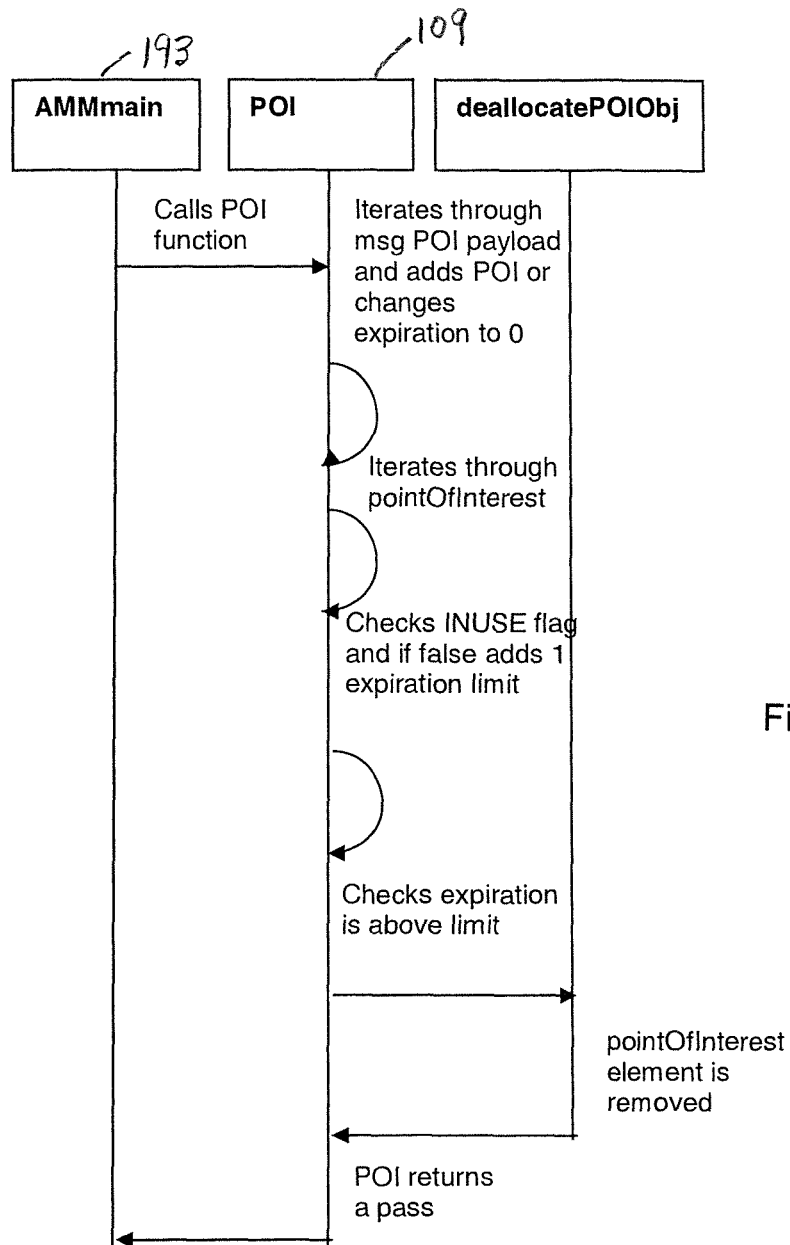 193
109
AMMmain
POI
deallocatePOIObj
Calls POI
function
Iterates through
msg POI payload
and adds POI or
changes
expiration to 0
Iterates through
pointOfInterest
Checks INUSE flag
and if false adds 1
expiration limit
Fi
Checks expiration
is above limit
pointOfInterest
element is
removed
POI returns
a pass